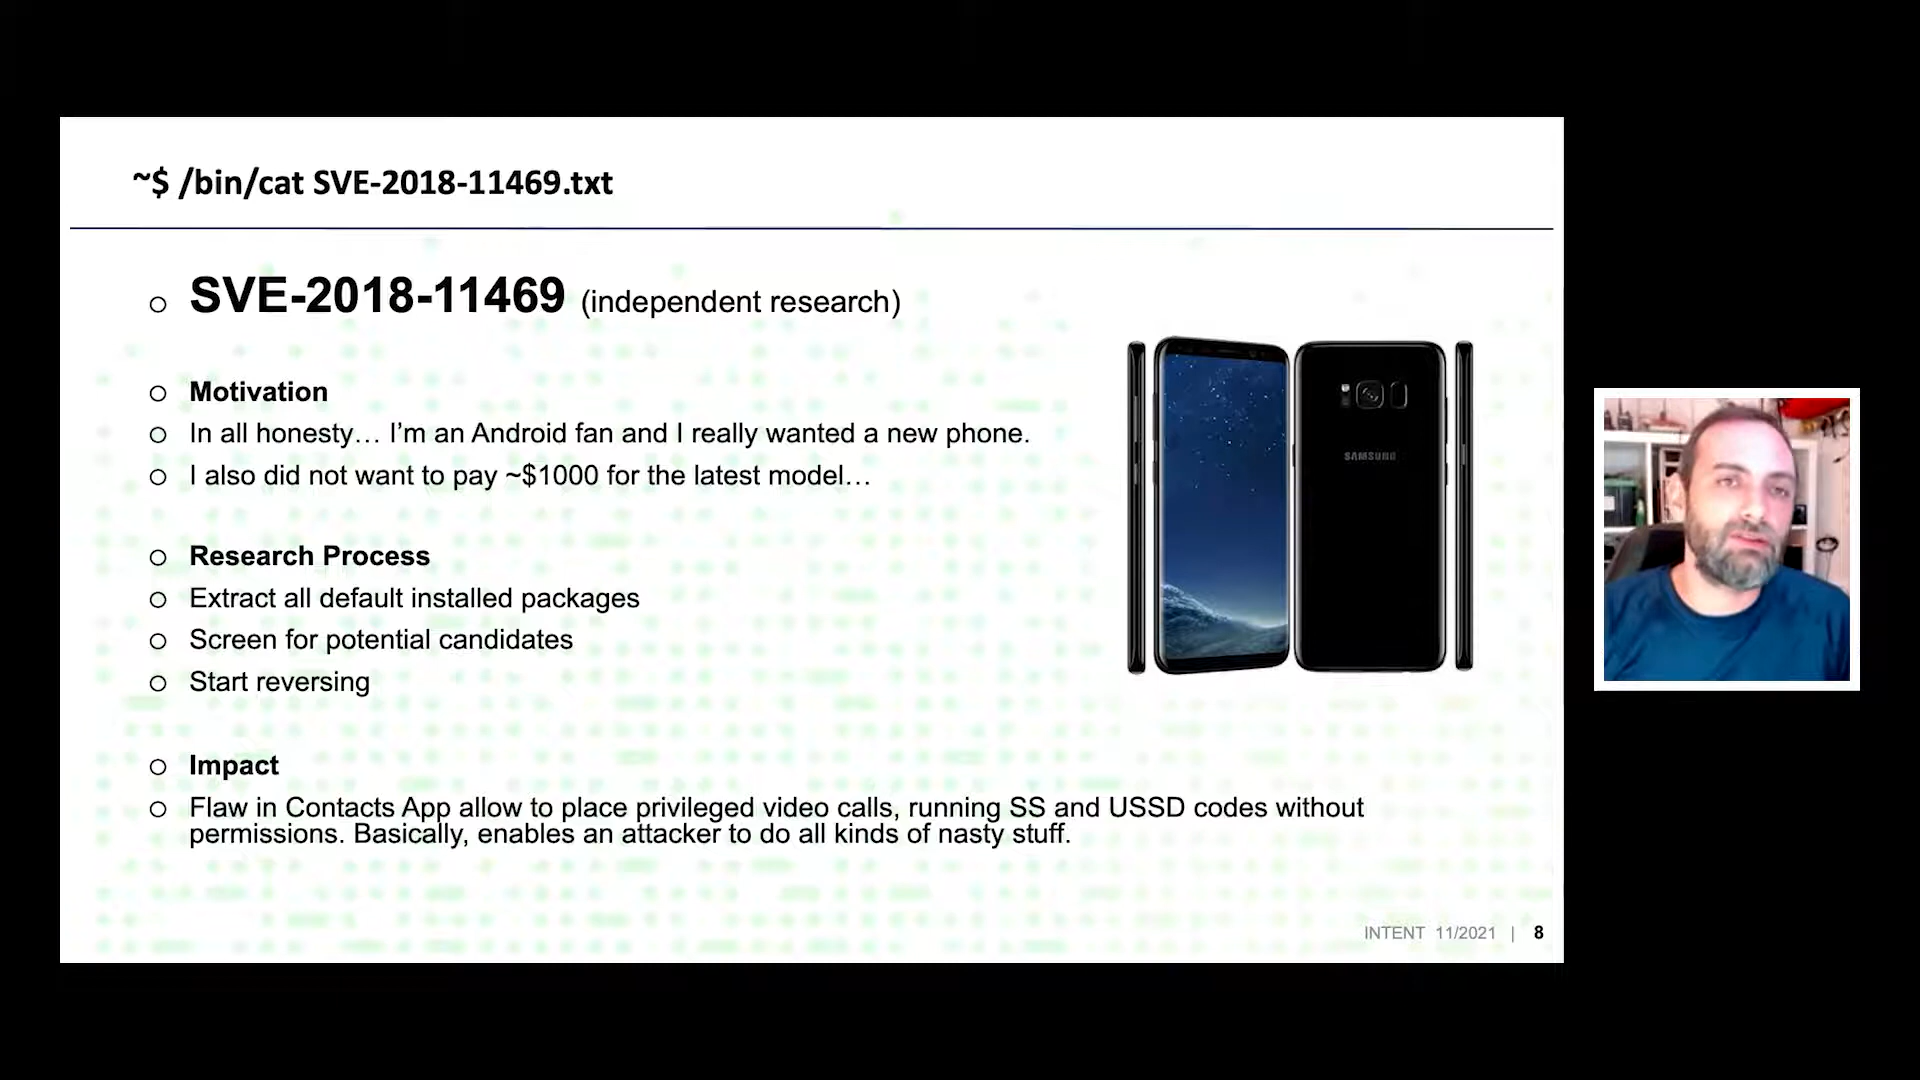 ~$ /bin/cat SVE-2018-11469.txt
SVE-2018-11469 (independent research)
Motivation
In all honesty… I’m an Android fan and I really wanted a new phone.
I also did not want to pay ~$1000 for the latest model…
SAMSUNG
Research Process
Extract all default installed packages
Screen for potential candidates
Start reversing
Impact
Flaw in Contacts App allow to place privileged video calls, running SS and USSD codes without
permissions. Basically, enables an attacker to do all kinds of nasty stuff.
INTENT 11/2021 | 8